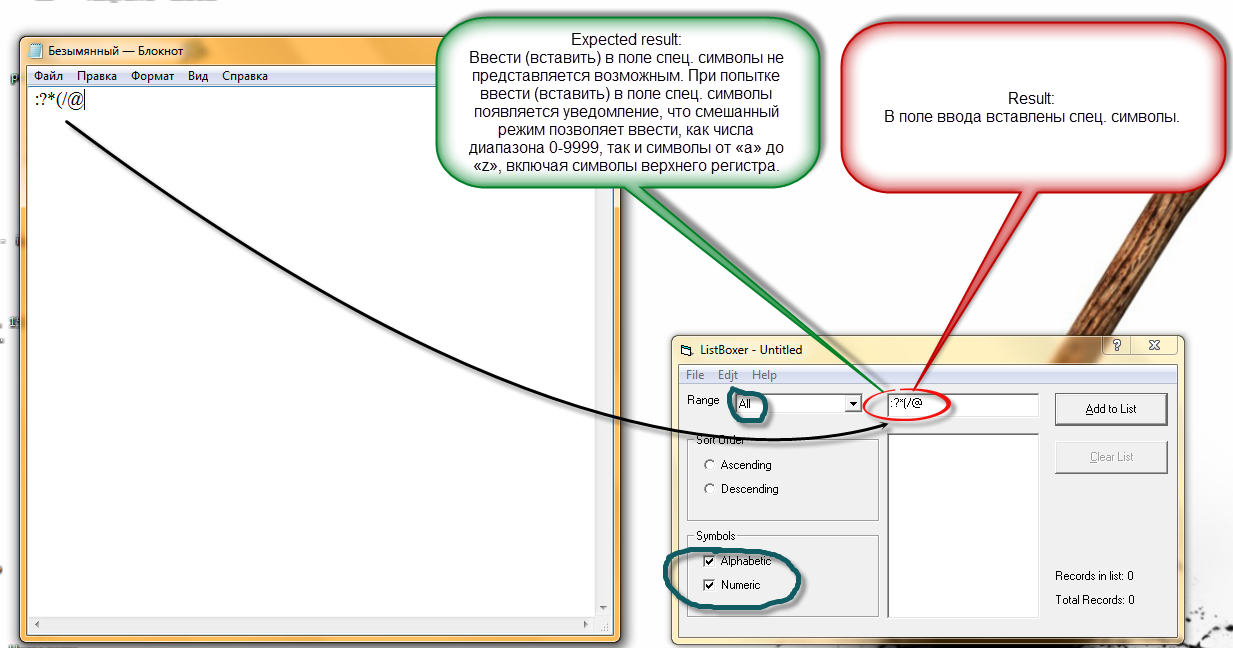 Безымянный — Блокнот
Файл Правка Формат Вид Справка
:?*(/@
Expected result:
Ввести (вставить) в поле спец. символы не
представляется возможным. При попытке
ввести (вставить) в поле спец. символы
появляется уведомление, что смешанный
режим позволяет ввести, как числа
диапазона 0-9999, так и символы от «a» до
«z», включая символы верхнего регистра.
Result:
В поле ввода вставлены спец. символы.
ListBoxer - Untitled
File Edjt Help
Range All :?*(/@ Add to List
Sort Order
Clear List
Ascending
Descending
Symbols
Alphabetic
Numeric
Records in list: 0
Total Records: 0